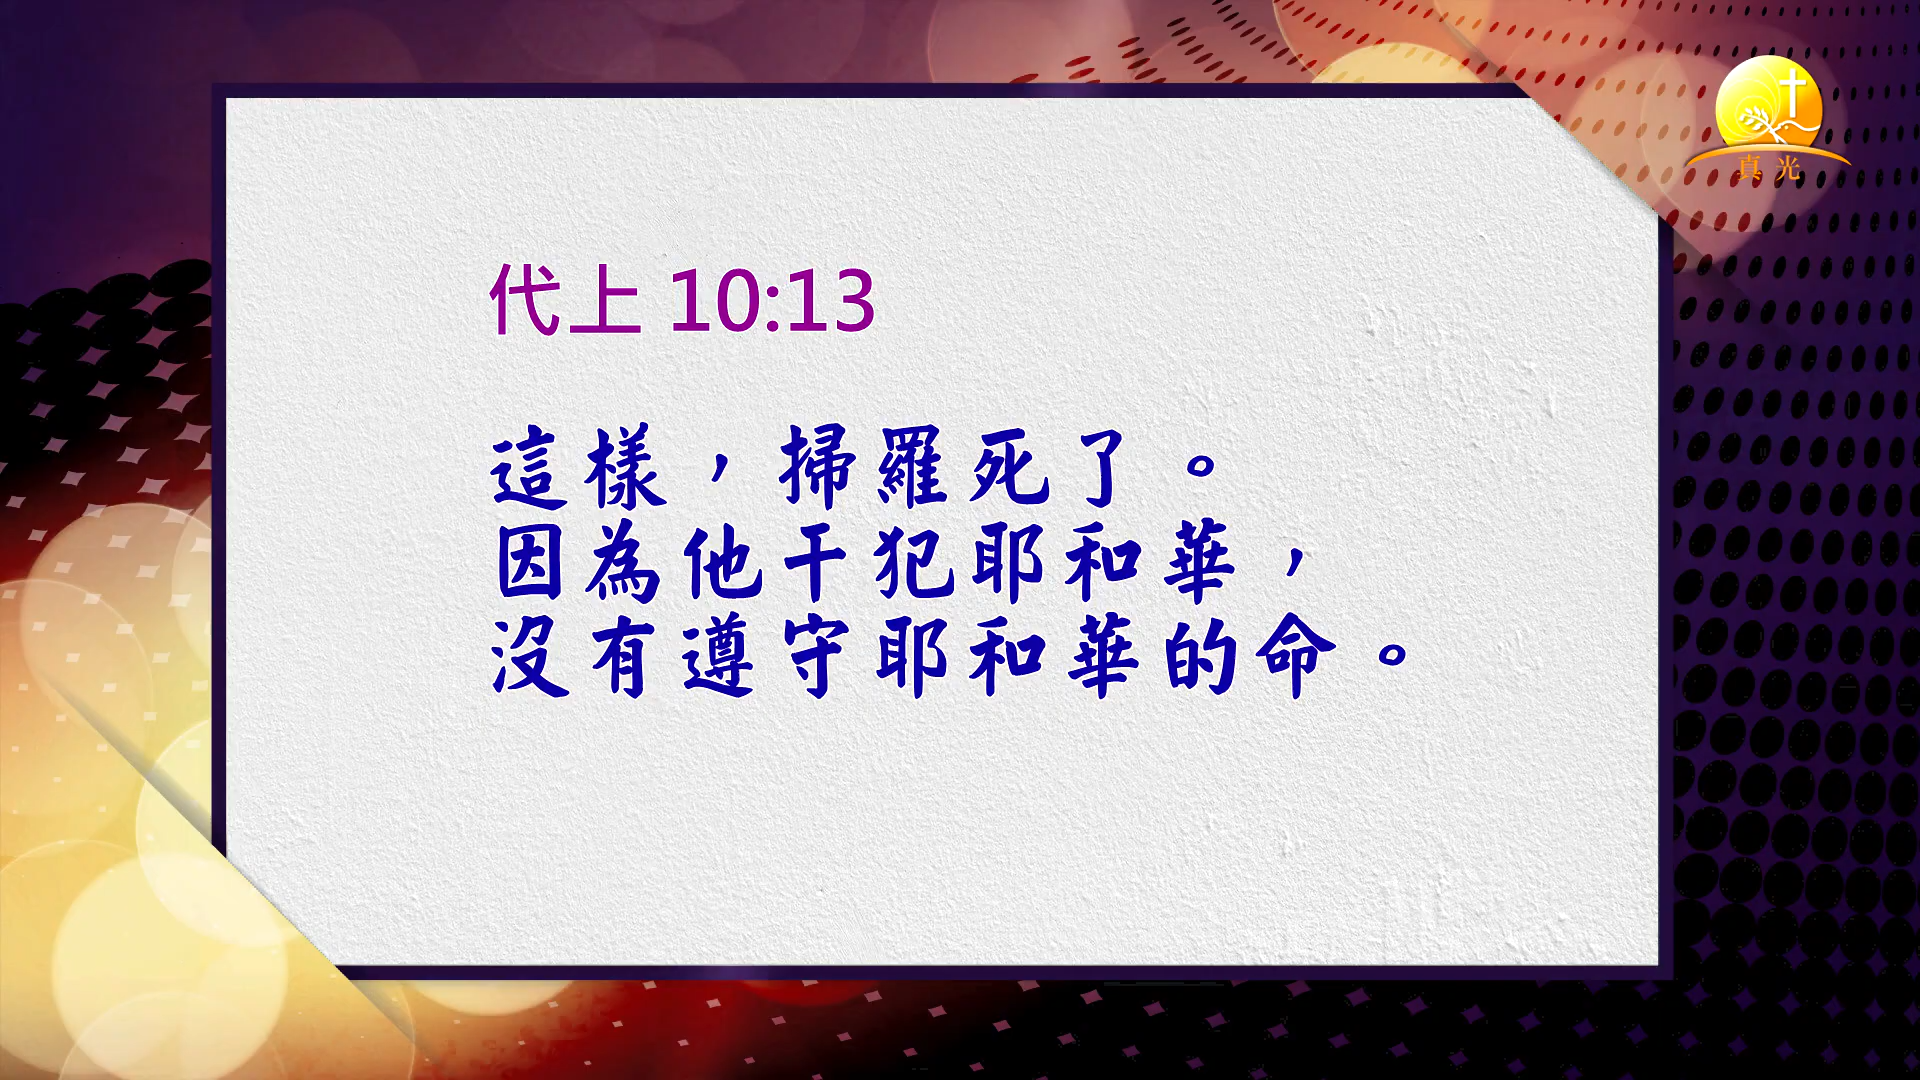 真光
代上 10:13
這樣，掃羅死了。
因為他干犯耶和華，
沒有遵守耶和華的命。